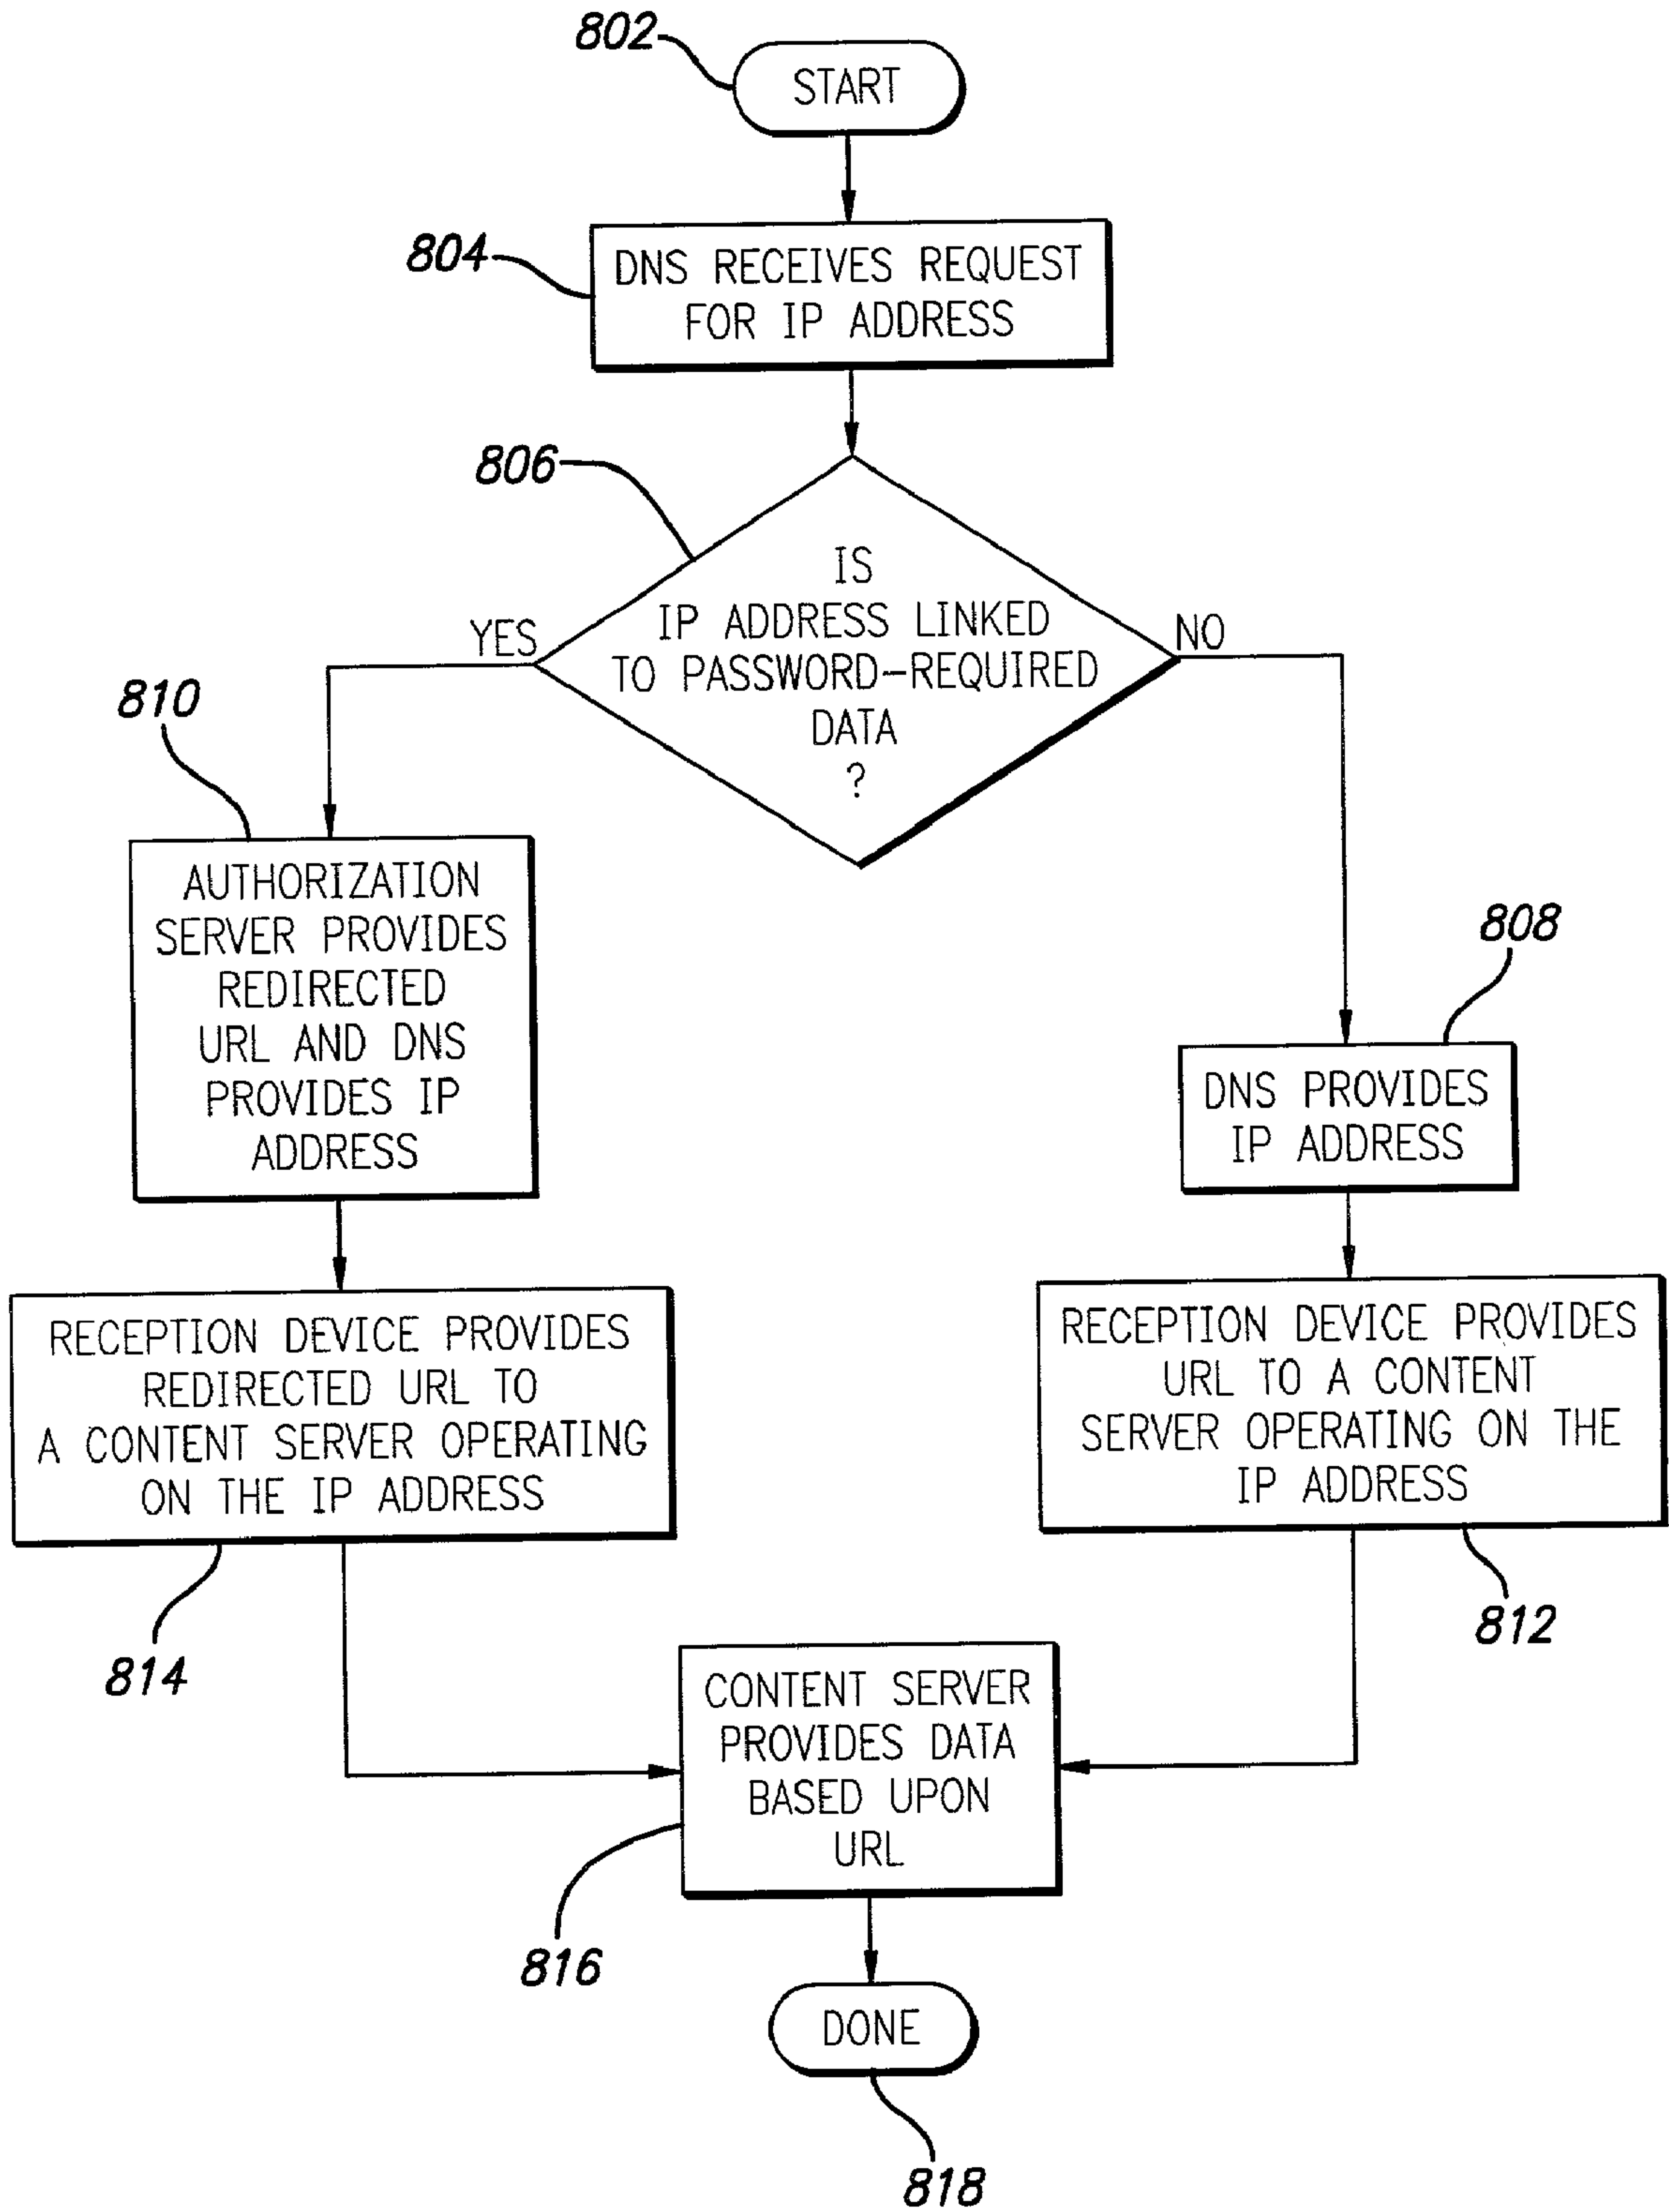 802
START
804
DNS RECEIVES REQUEST
FOR IP ADDRESS
806
IS
IP ADDRESS LINKED
TO PASSWORD-REQUIRED
DATA
?
YES
NO
810
AUTHORIZATION
SERVER PROVIDES
REDIRECTED
URL AND DNS
PROVIDES IP
ADDRESS
808
DNS PROVIDES
IP ADDRESS
RECEPTION DEVICE PROVIDES
REDIRECTED URL TO
A CONTENT SERVER OPERATING
ON THE IP ADDRESS
814
RECEPTION DEVICE PROVIDES
URL TO A CONTENT
SERVER OPERATING ON THE
IP ADDRESS
812
CONTENT SERVER
PROVIDES DATA
BASED UPON
URL
816
DONE
818